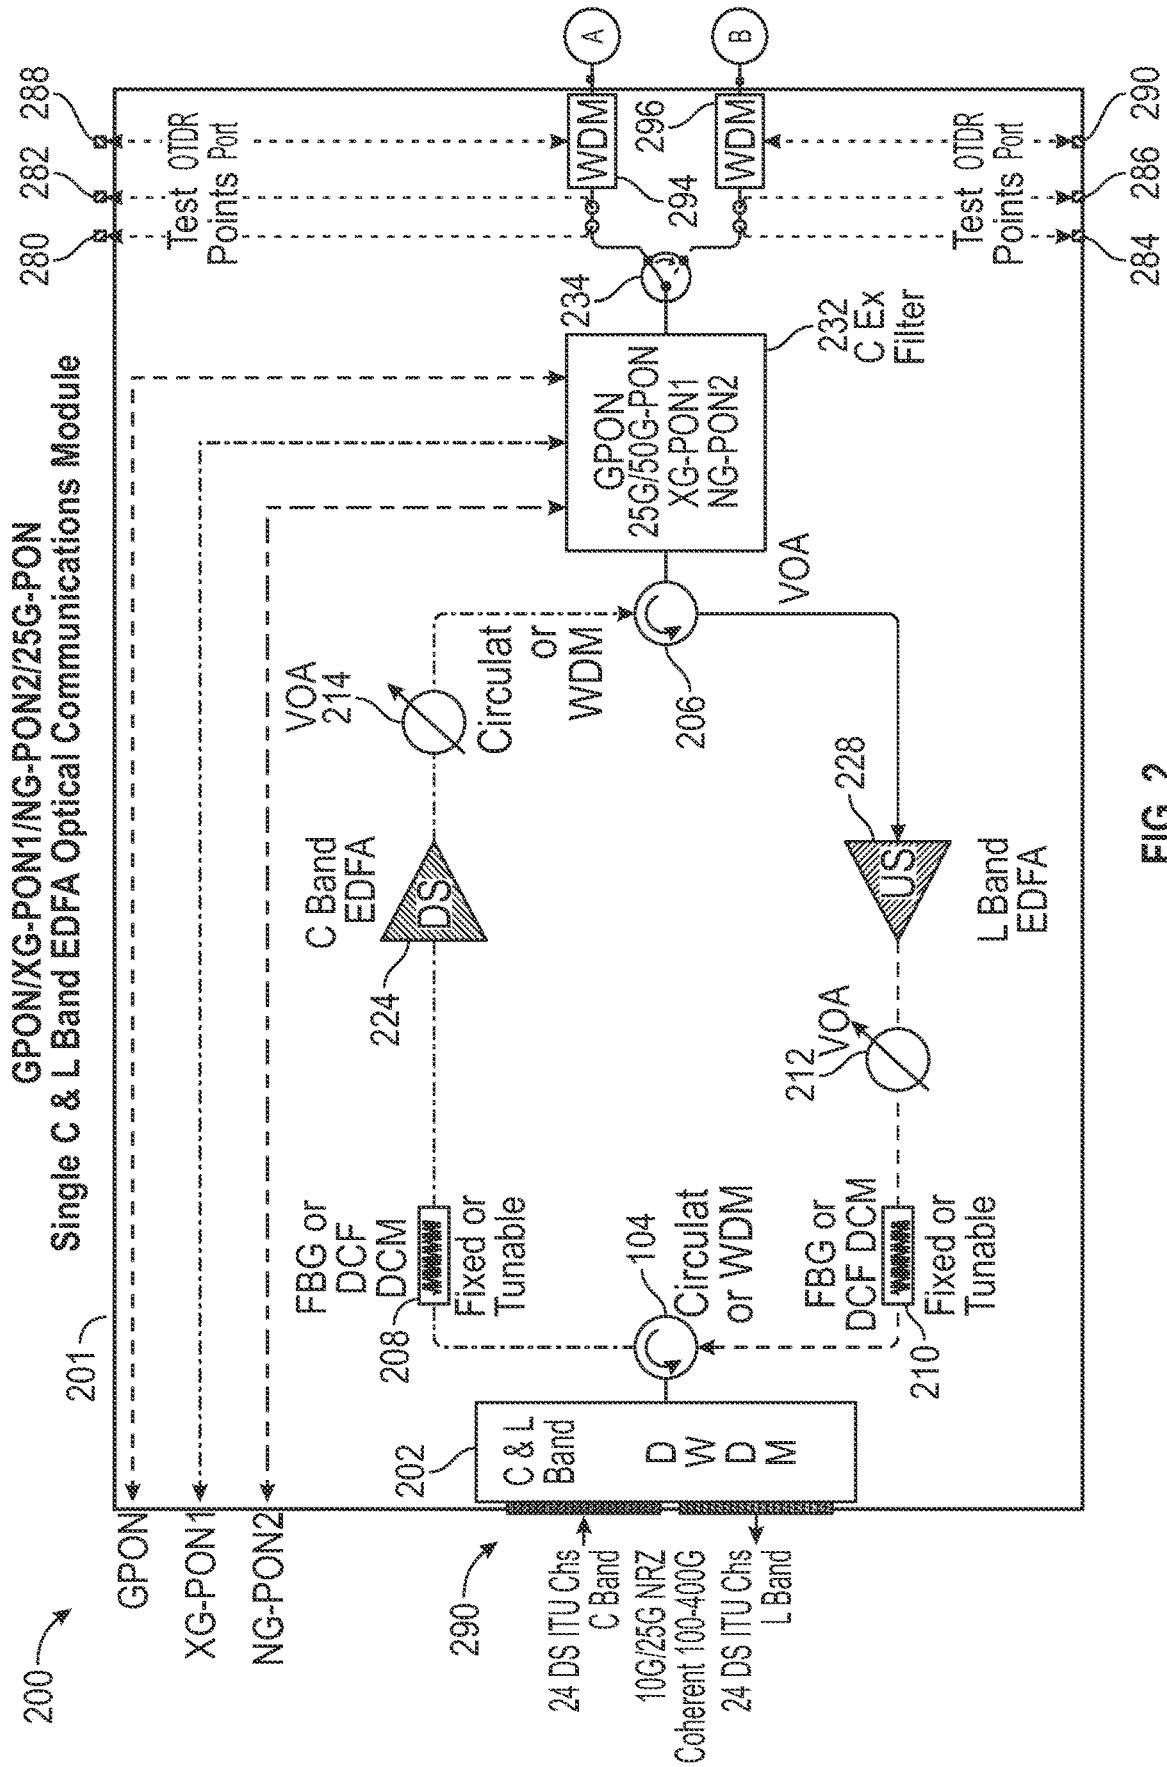 GPON/XG-PON1/NG-PON2/25G-PON
Single C & L Band EDFA Optical Communications Module
200
201
GPON
XG-PON1
NG-PON2
290
24 DS ITU Chs
C Band
10G/25G NRZ
Coherent 100-400G
24 DS ITU Chs
L Band
202
C & L
Band
D
W
D
M
104
Circulat
or WDM
FBG or
DCF
DCM
208
Fixed or
Tunable
FBG or
DCF DCM
210
Fixed or
Tunable
C Band
EDFA
DS
224
VOA
214
Circulat
or
WDM
206
VOA
228
US
L Band
EDFA
212
VOA
GPON
25G/50G-PON
XG-PON1
NG-PON2
232
C Ex
Filter
234
280
282
288
Test
Points
OTDR
Port
WDM
294
A
WDM
296
B
Test
Points
OTDR
Port
284
286
290
FIG. 2